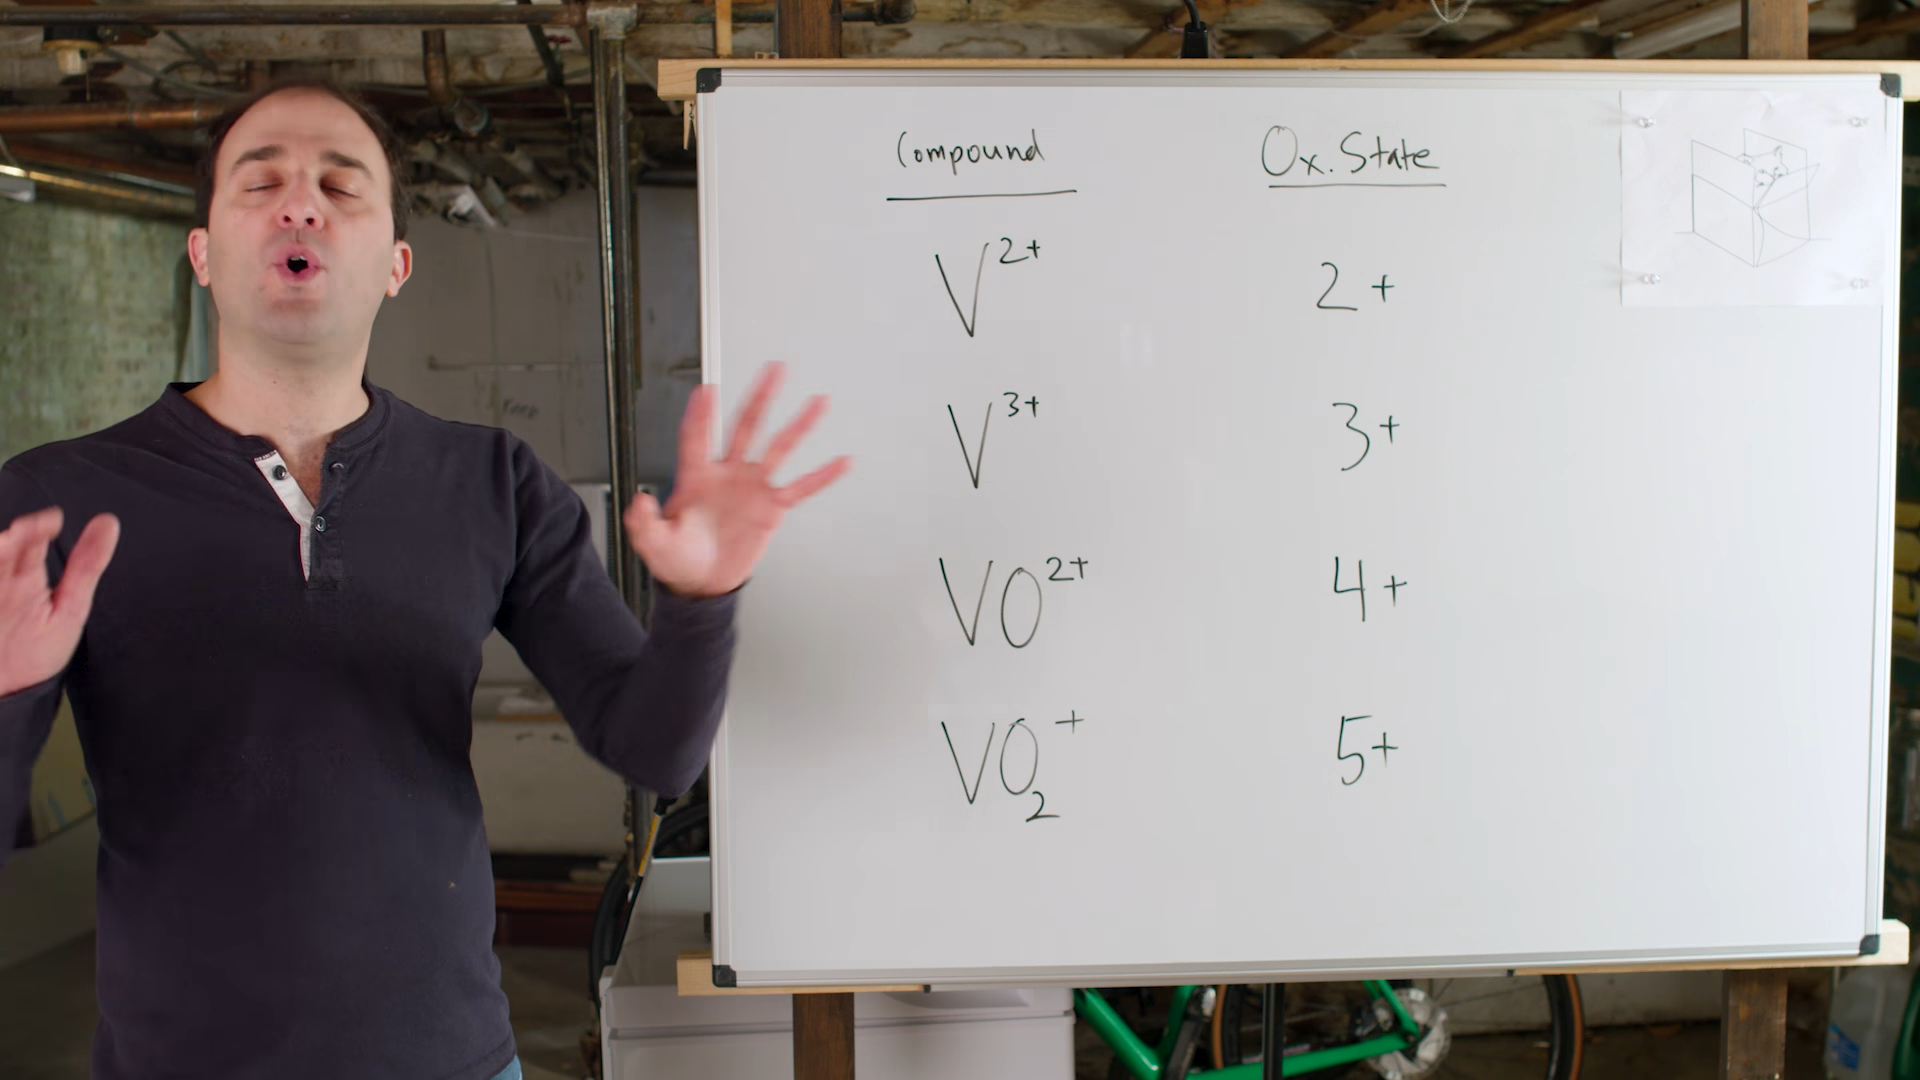 Compound Ox. State
V²⁺ 2+
V³⁺ 3+
VO²⁺ 4+
VO₂⁺ 5+